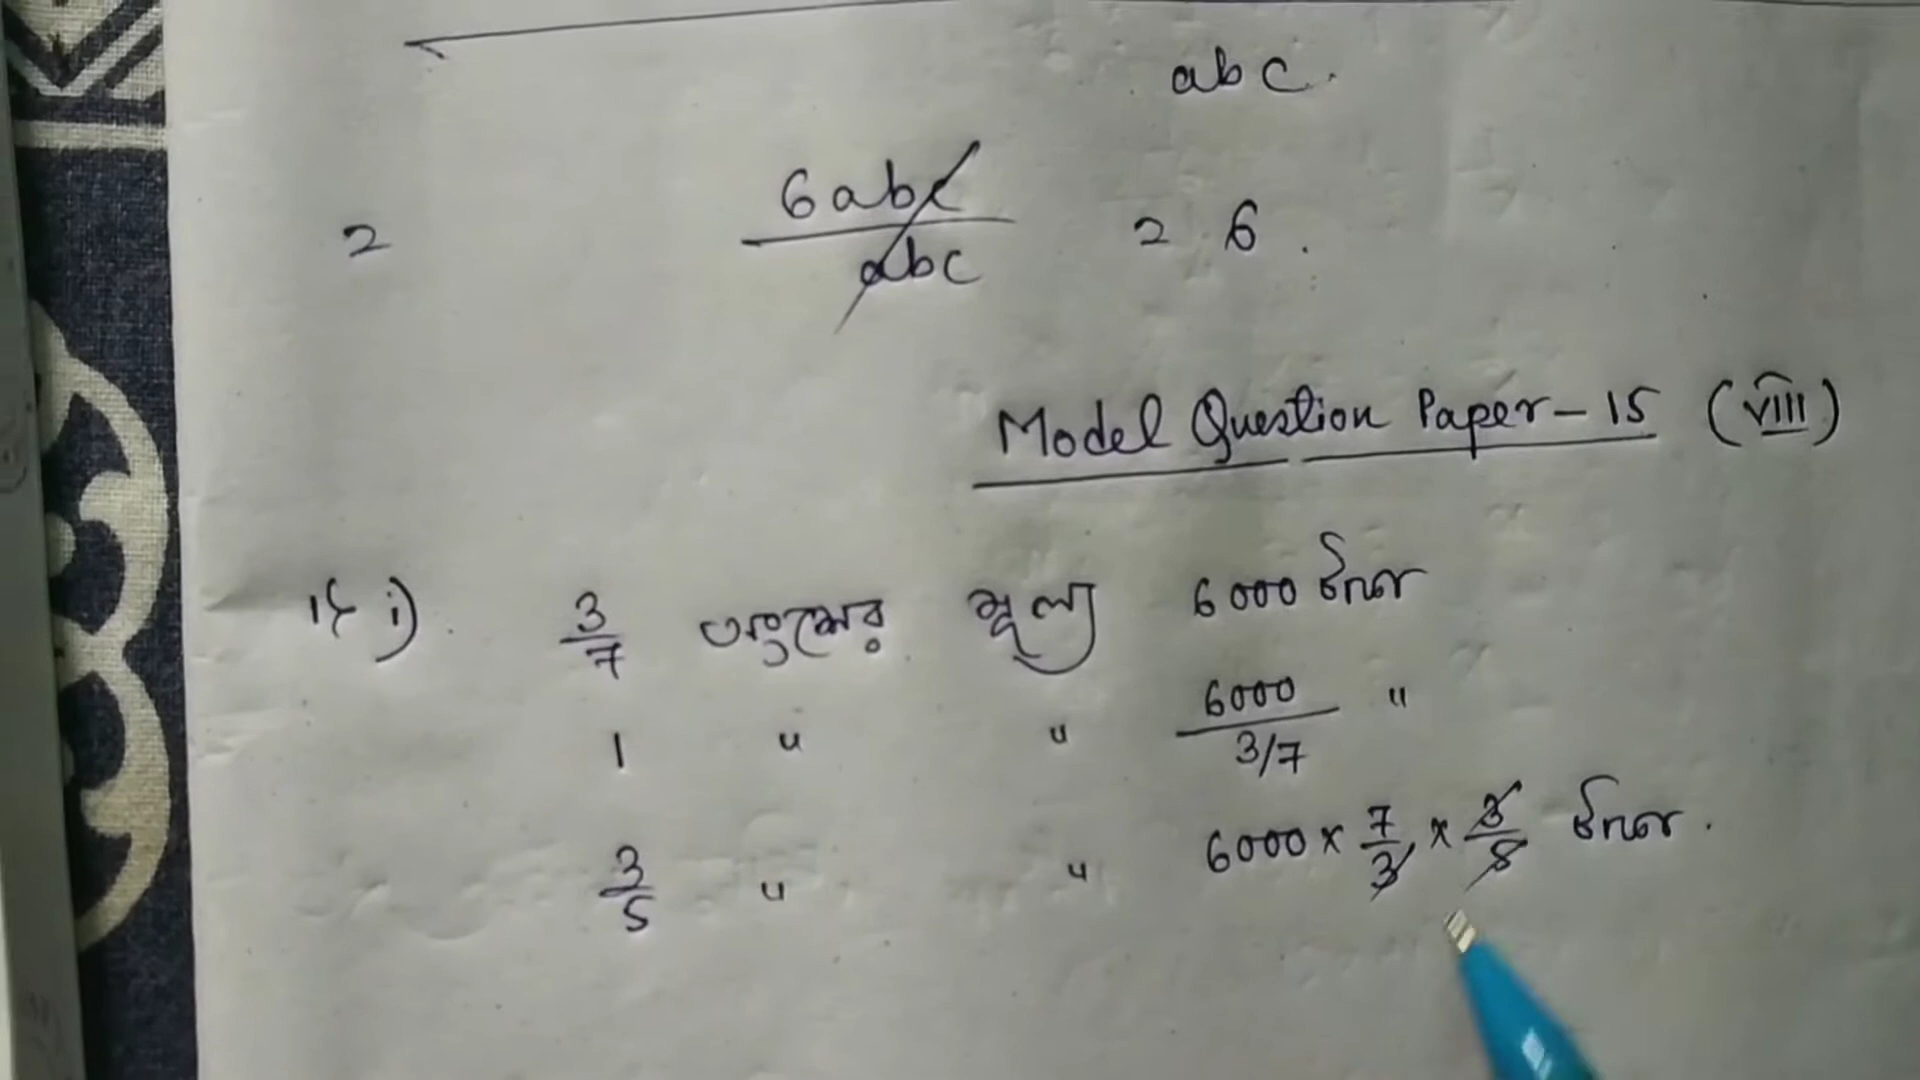 abc.
= 6abc/abc = 6.
Model Question Paper - 15 (VIII)
1) i) 3/7 অংশের মূল্য 6000 টাকা
1 " " 6000/3/7 "
3/5 " " 6000 x 7/3 x 3/5 টাকা.